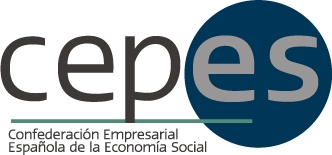 cepes
Confederación Empresarial
Española de la Economía Social